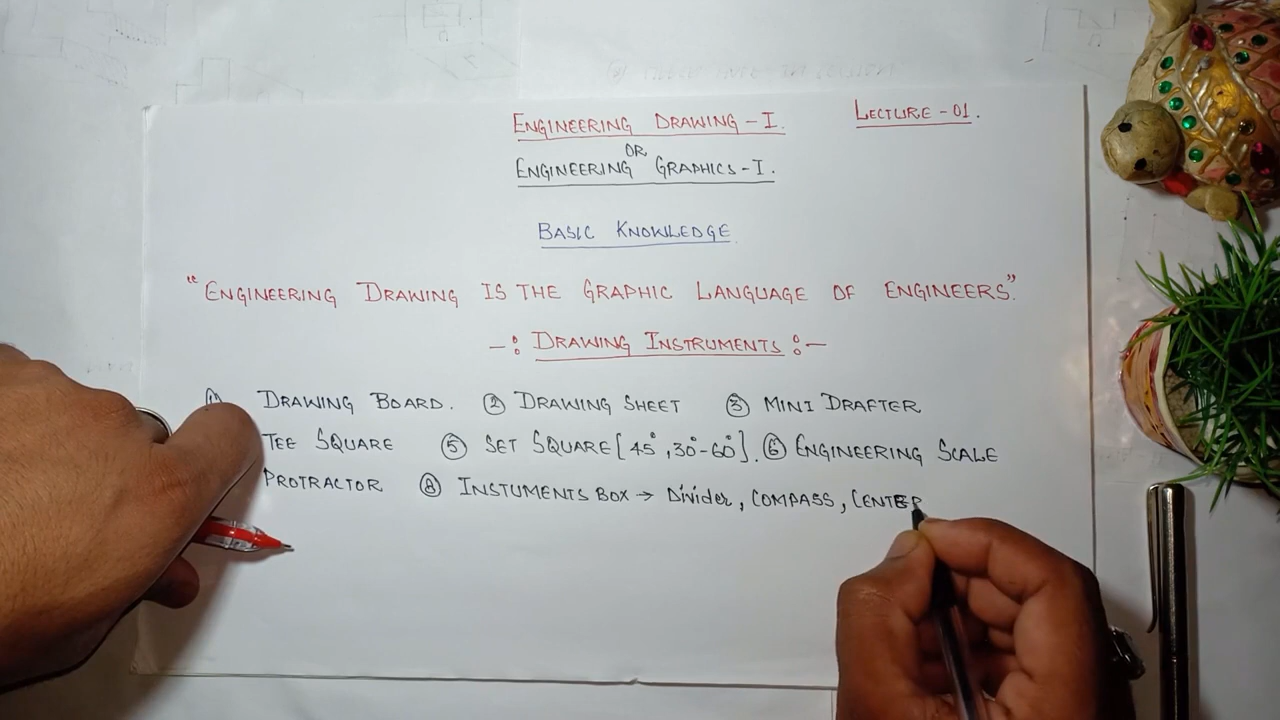 ENGINEERING DRAWING - I. LECTURE - 01.
OR
ENGINEERING GRAPHICS - I.
BASIC KNOWLEDGE
"ENGINEERING DRAWING IS THE GRAPHIC LANGUAGE OF ENGINEERS".
-: DRAWING INSTRUMENTS :-
① DRAWING BOARD. ② DRAWING SHEET ③ MINI DRAFTER
TEE SQUARE ⑤ SET SQUARE [45°, 30°-60°]. ⑥ ENGINEERING SCALE
PROTRACTOR ⑧ INSTUMENTS BOX → Divider, COMPASS, CENTER